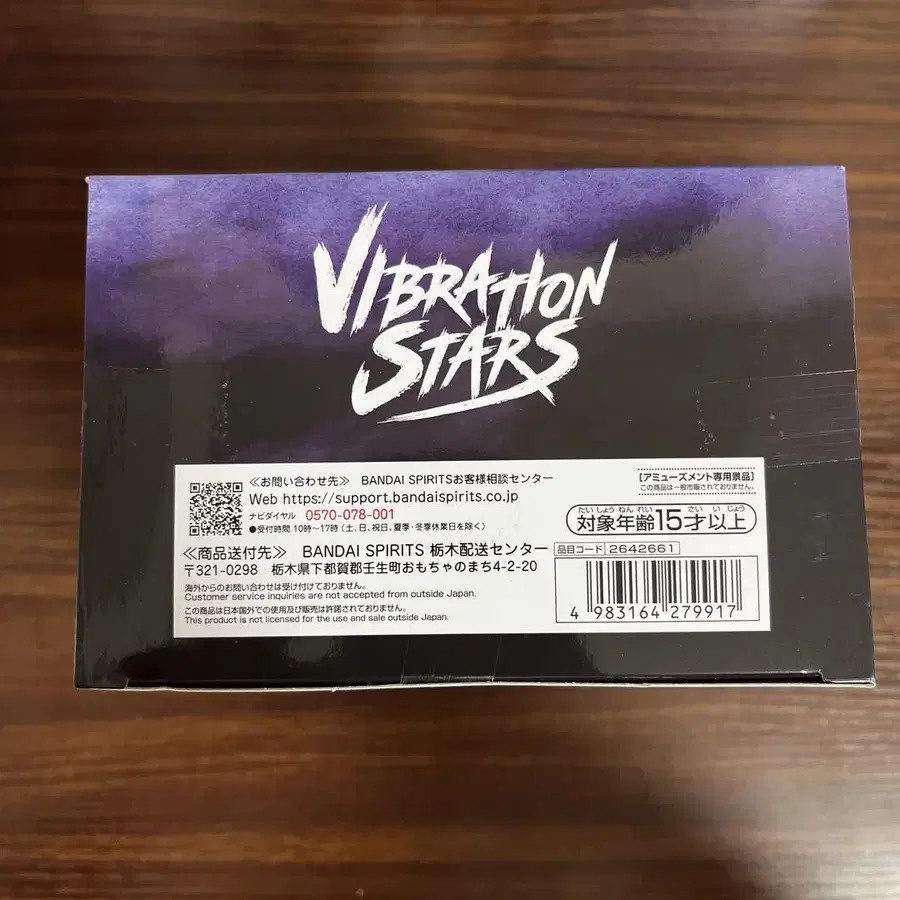 VIBRATION
STARS
≪お問い合わせ先≫ BANDAI SPIRITSお客様相談センター
Web https://support.bandaispirits.co.jp
ナビダイヤル 0570-078-001
●受付時間 10時～17時(土、日、祝日、夏季・冬季休業日を除く)
≪商品送付先≫ BANDAI SPIRITS 栃木配送センター
〒321-0298 栃木県下都賀郡壬生町おもちゃのまち4-2-20
海外からのお問い合わせは受け付けておりません。
Customer service inquiries are not accepted from outside Japan.
この商品は日本国外での使用及び販売は許諾されておりません。
This product is not licensed for the use and sale outside Japan.
[アミューズメント専用景品]
この商品は一般市販されておりません。
たいしょうねんれい さいいじょう
対象年齢15才以上
品目コード 2642661
4 983164 279917